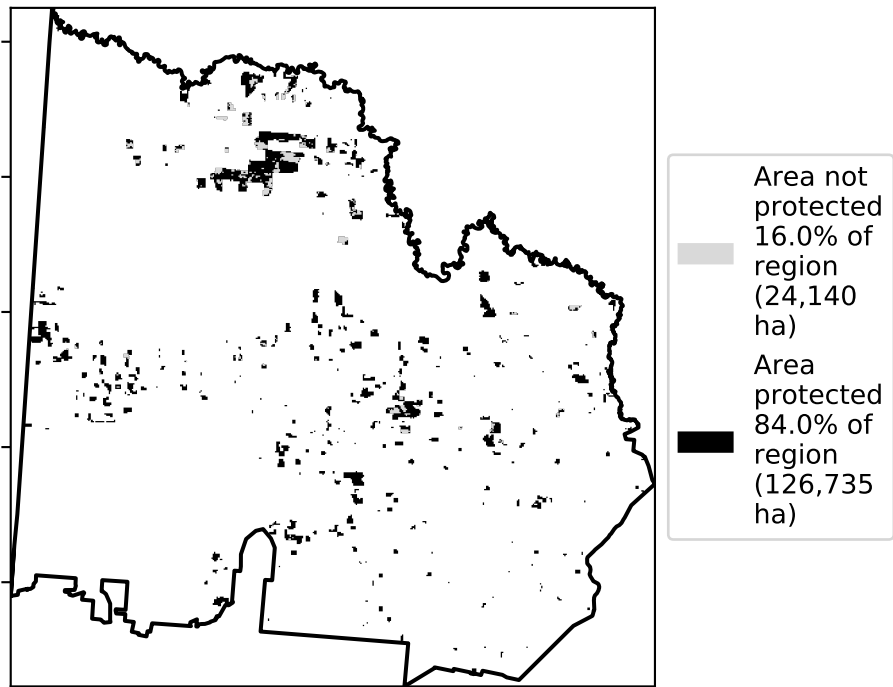 Area not
protected
16.0% of
region
(24,140
ha)
Area
protected
84.0% of
region
(126,735
ha)